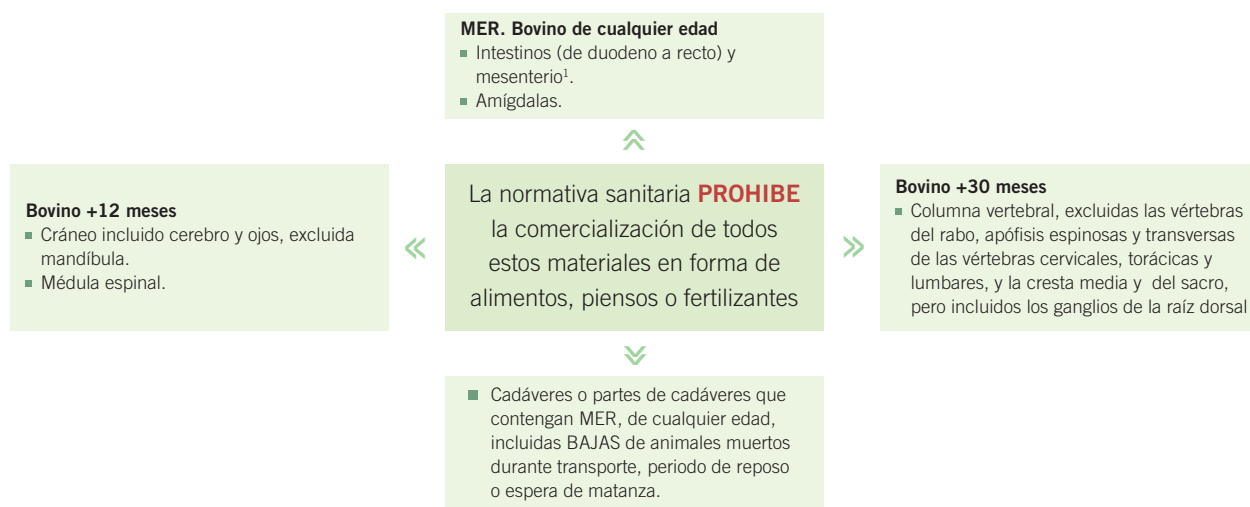 MER. Bovino de cualquier edad
▪ Intestinos (de duodeno a recto) y
mesenterio¹.
▪ Amígdalas.
Bovino +12 meses
▪ Cráneo incluido cerebro y ojos, excluida
mandíbula.
▪ Médula espinal.
La normativa sanitaria PROHIBE
la comercialización de todos
estos materiales en forma de
alimentos, piensos o fertilizantes
Bovino +30 meses
▪ Columna vertebral, excluidas las vértebras
del rabo, apófisis espinosas y transversas
de las vértebras cervicales, torácicas y
lumbares, y la cresta media y  del sacro,
pero incluidos los ganglios de la raíz dorsal
▪ Cadáveres o partes de cadáveres que
contengan MER, de cualquier edad,
incluidas BAJAS de animales muertos
durante transporte, periodo de reposo
o espera de matanza.